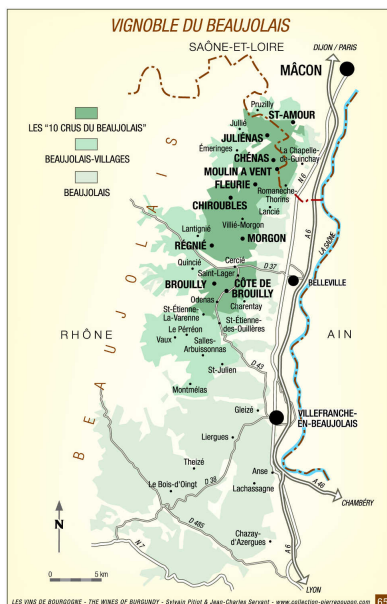 VIGNOBLE DU BEAUJOLAIS
SAÔNE-ET-LOIRE
DIJON / PARIS
MÂCON
Pruzilly
ST-AMOUR
LES "10 CRUS DU BEAUJOLAIS"
Jullié
JULIÉNAS
Émeringes
La Chapelle-
de-Guinchay
CHÉNAS
BEAUJOLAIS-VILLAGES
MOULIN A VENT
N 6
FLEURIE
BEAUJOLAIS
Romanèche-
Thorins
CHIROUBLES
Lancié
Villié-Morgon
A 6
LA SAÔNE
Lantignié
MORGON
RÉGNIÉ
Cercié
D 37
Quincié
Saint-Lager
BROUILLY
CÔTE DE
BROUILLY
BELLEVILLE
Odenas
Charentay
St-Étienne-
La-Varenne
St-Étienne-
des-Ouillères
RHÔNE
AIN
Le Pérréon
Vaux
Salles-
Arbuissonnas
D 43
St-Julien
Montmélas
BEAUJOLAIS
Gleizé
VILLEFRANCHE-
EN-BEAUJOLAIS
Liergues
Theizé
Anse
A 46
D 38
Le Bois-d'Oingt
Lachassagne
CHAMBÉRY
N
D 485
Chazay-
d'Azergues
N 7
A 6
0 5 km
LYON
LES VINS DE BOURGOGNE - THE WINES OF BURGUNDY - Sylvain Pitiot & Jean-Charles Servant - www.collection-pierrepoupon.com
65